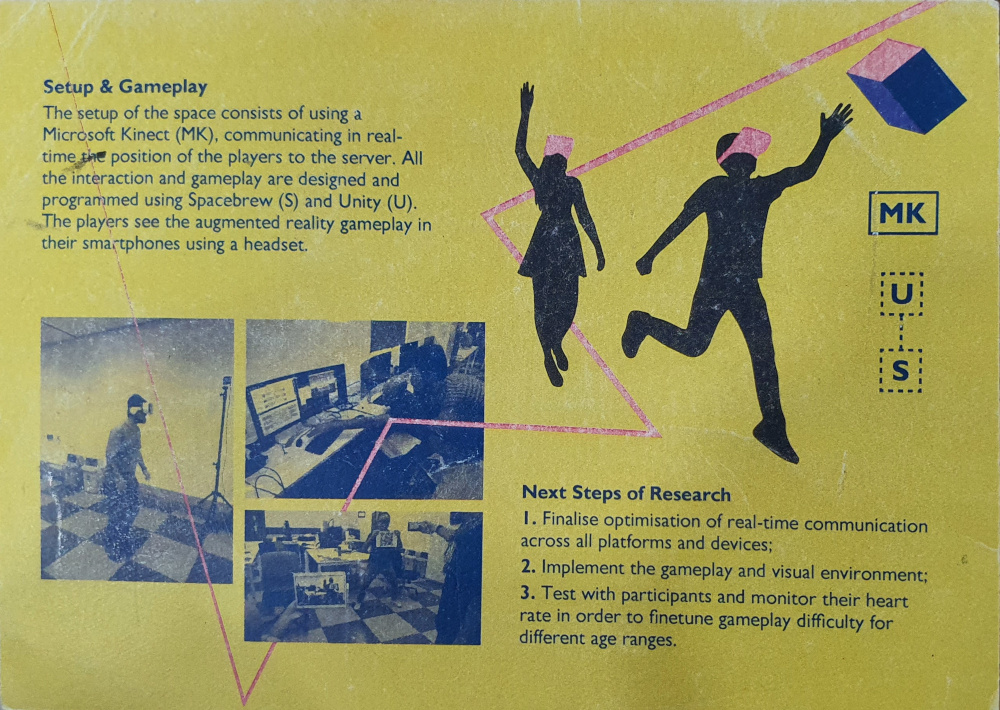 Setup & Gameplay
The setup of the space consists of using a
Microsoft Kinect (MK), communicating in real-
time the position of the players to the server. All
the interaction and gameplay are designed and
programmed using Spacebrew (S) and Unity (U).
The players see the augmented reality gameplay in
their smartphones using a headset.
MK
U
S
Next Steps of Research
1. Finalise optimisation of real-time communication
across all platforms and devices;
2. Implement the gameplay and visual environment;
3. Test with participants and monitor their heart
rate in order to finetune gameplay difficulty for
different age ranges.